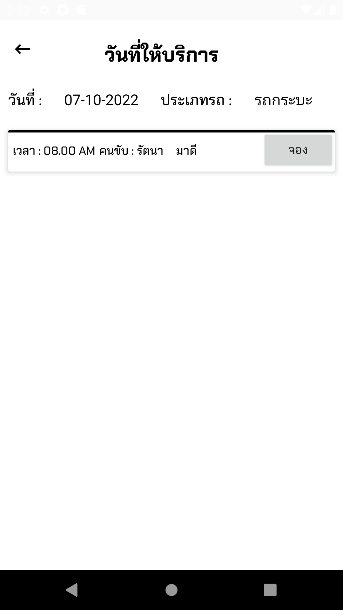 วันที่ให้บริการ
วันที่ : 07-10-2022 ประเภทรถ : รถกระบะ
เวลา : 08.00 AM คนขับ : รัตนา มาดี จอง